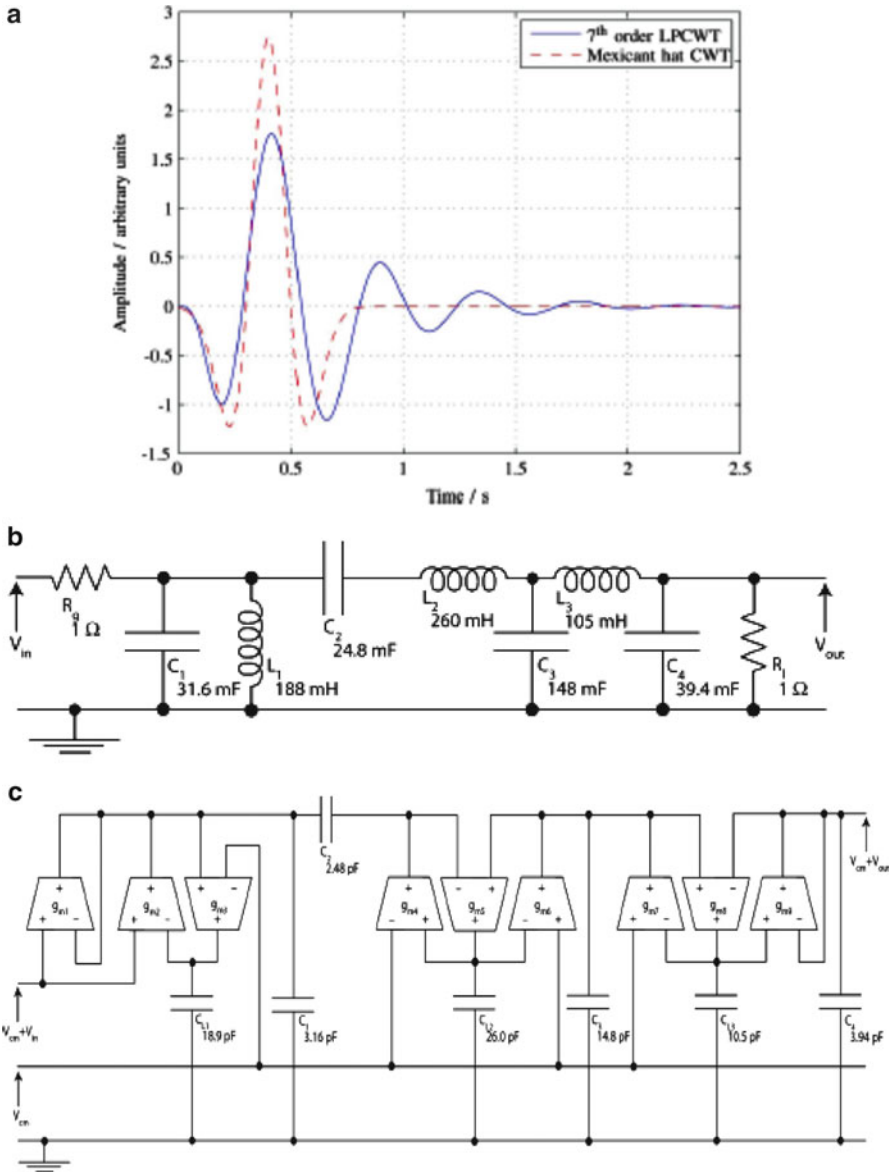 a
7th order LPCWT
Mexicant hat CWT
3
2.5
2
1.5
1
0.5
0
-0.5
-1
-1.5
Amplitude / arbitrary units
0
0.5
1
1.5
2
2.5
Time / s
b
Vin
Rg
1 Ω
C1
31.6 mF
L1
188 mH
C2
24.8 mF
L2
260 mH
C3
148 mF
L3
105 mH
C4
39.4 mF
Rl
1 Ω
Vout
c
C2
2.48 pF
Vcm+Vout
+
gm1
+ -
+
gm2
+ -
+ -
gm3
+
+
gm4
- +
- +
gm5
+
+
gm6
- +
+
gm7
- +
+ -
gm8
+
+
gm9
+ -
Vcm+Vin
CL1
18.9 pF
C1
3.16 pF
CL2
26.0 pF
C3
14.8 pF
10.5 pF
C4
3.94 pF
Vcm